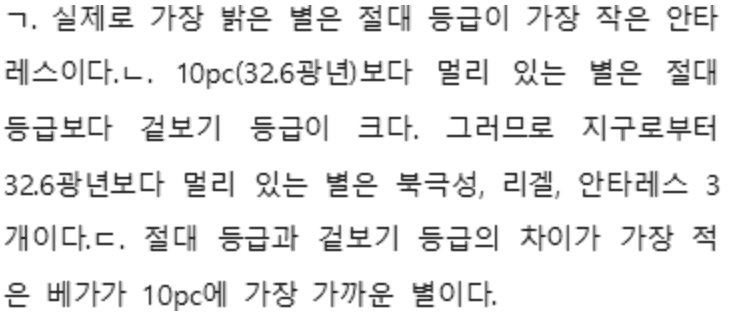 ㄱ. 실제로 가장 밝은 별은 절대 등급이 가장 작은 안타
레스이다.ㄴ. 10pc(32.6광년)보다 멀리 있는 별은 절대
등급보다 겉보기 등급이 크다. 그러므로 지구로부터
32.6광년보다 멀리 있는 별은 북극성, 리겔, 안타레스 3
개이다.ㄷ. 절대 등급과 겉보기 등급의 차이가 가장 적
은 베가가 10pc에 가장 가까운 별이다.